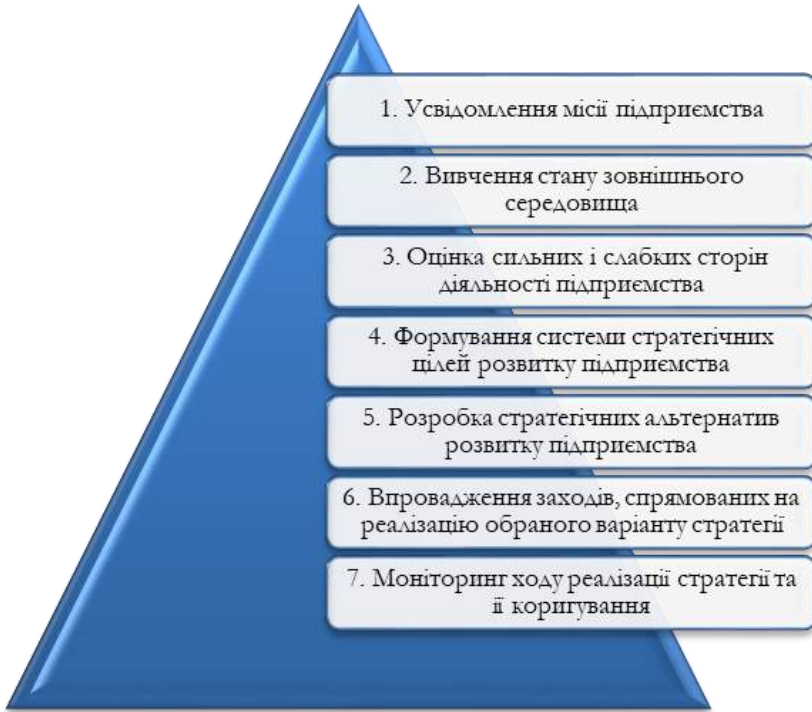 1. Усвідомлення місії підприємства
2. Вивчення стану зовнішнього
середовища
3. Оцінка сильних і слабких сторін
діяльності підприємства
4. Формування системи стратегічних
цілей розвитку підприємства
5. Розробка стратегічних альтернатив
розвитку підприємства
6. Впровадження заходів, спрямованих на
реалізацію обраного варіанту стратегії
7. Моніторинг ходу реалізації стратегії та
її коригування